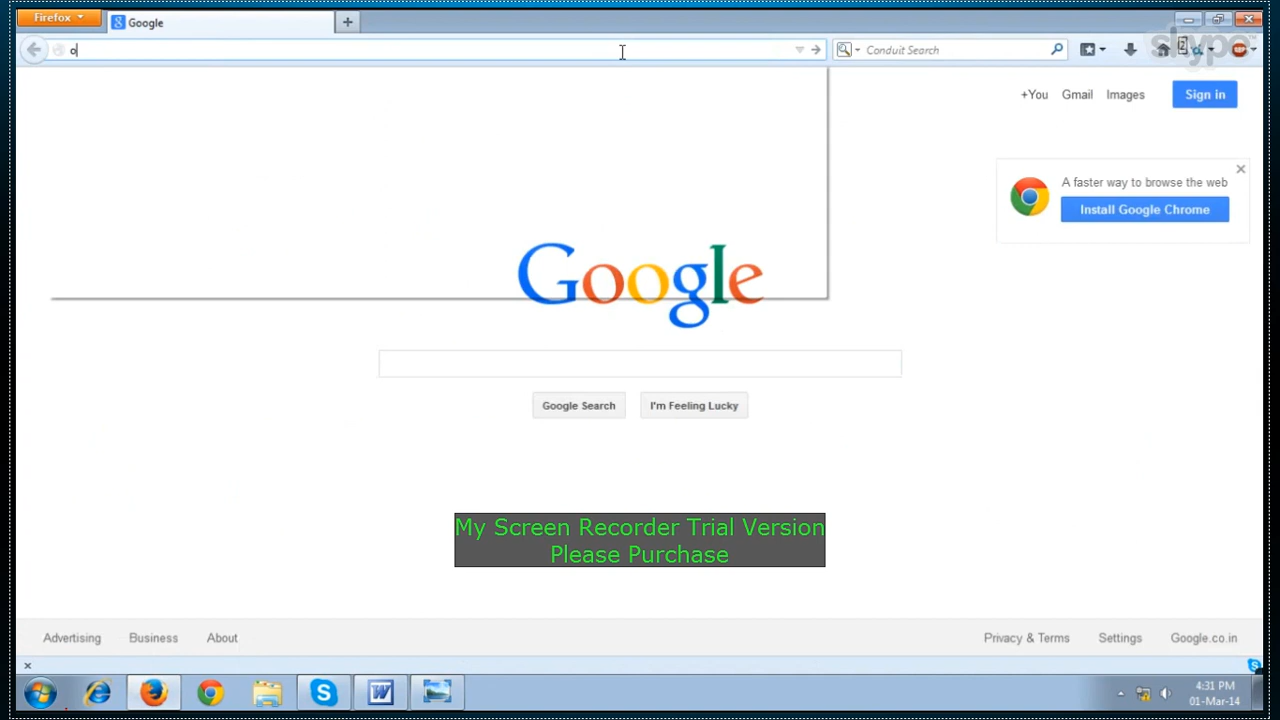 Firefox
Google
o
Conduit Search
skype
+You Gmail Images Sign in
A faster way to browse the web
Install Google Chrome
Google
Google Search I'm Feeling Lucky
My Screen Recorder Trial Version
Please Purchase
Advertising Business About Privacy & Terms Settings Google.co.in
4:31 PM
01-Mar-14